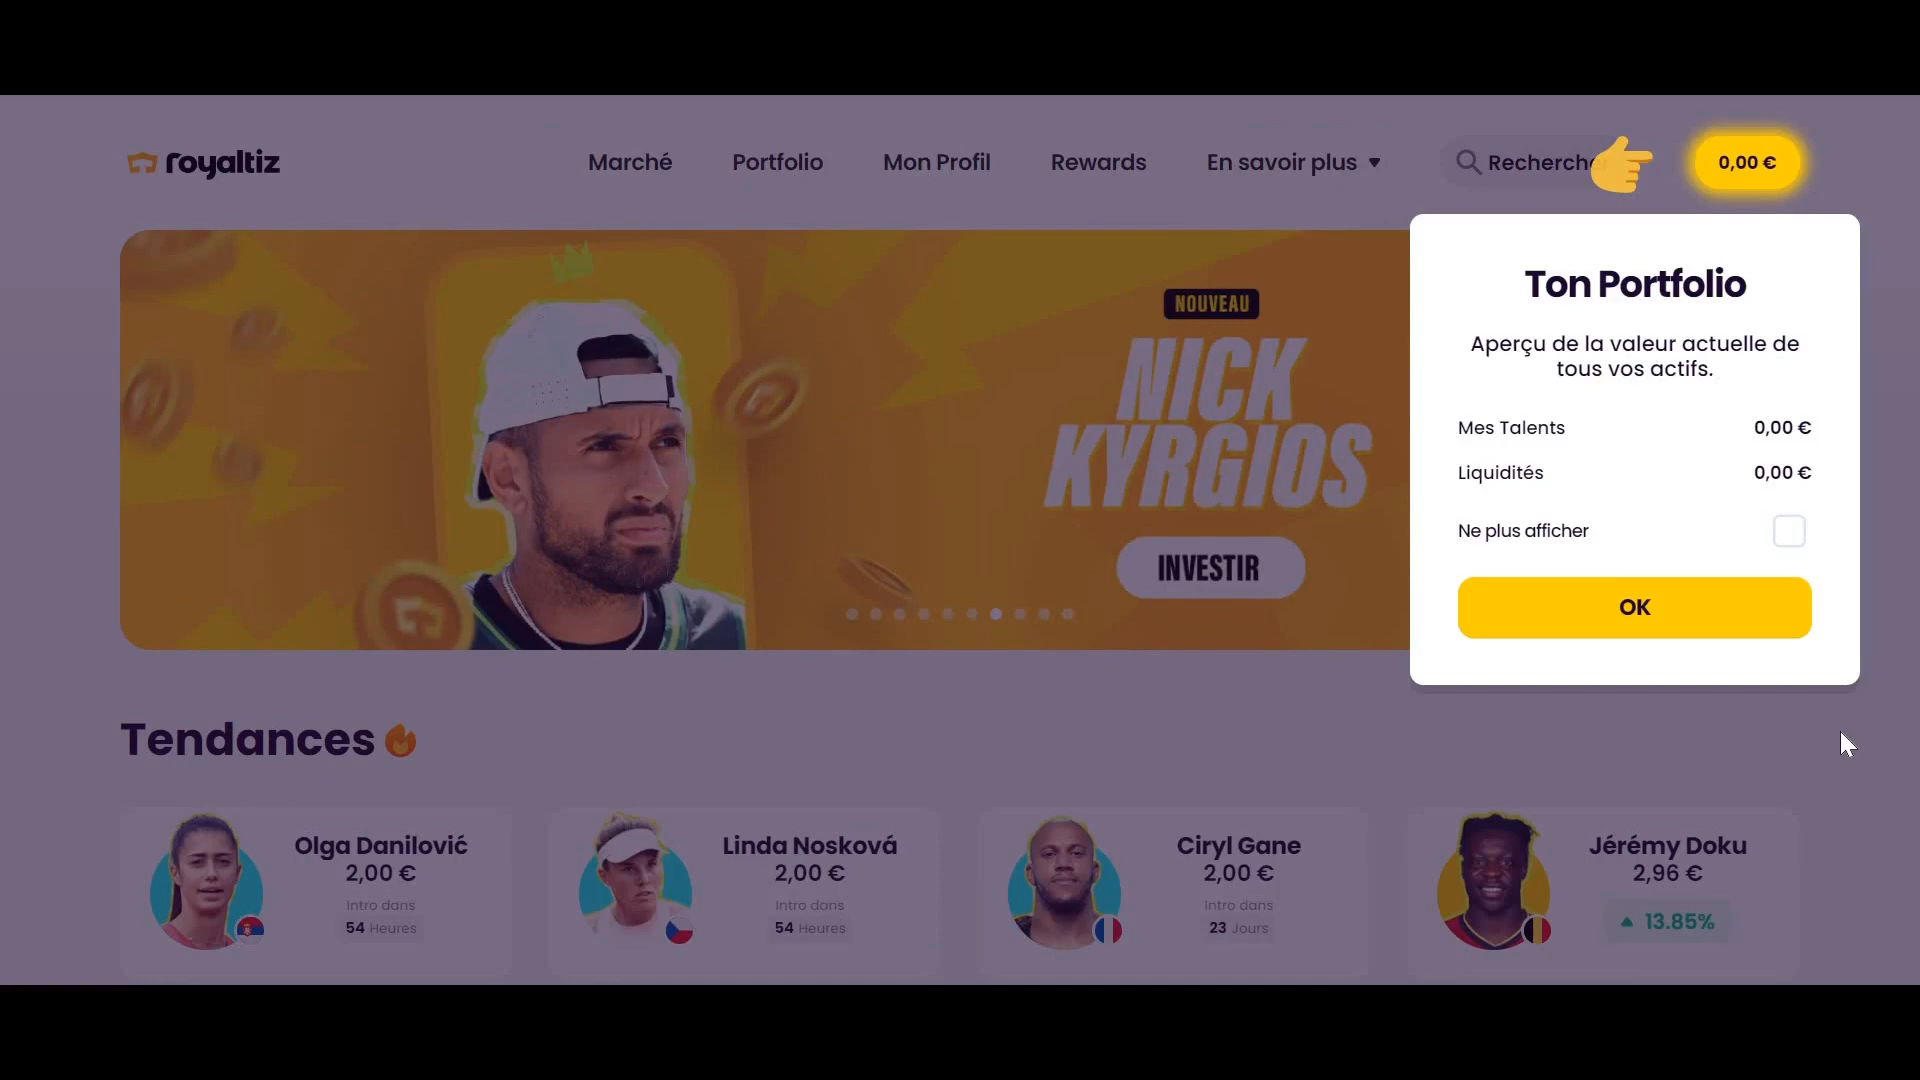 royaltiz
Marché
Portfolio
Mon Profil
Rewards
En savoir plus
Rechercher
0,00 €
NOUVEAU
NICK
KYRGIOS
INVESTIR
Ton Portfolio
Aperçu de la valeur actuelle de
tous vos actifs.
Mes Talents 0,00 €
Liquidités 0,00 €
Ne plus afficher
OK
Tendances
Olga Danilović
2,00 €
Intro dans
54 Heures
Linda Nosková
2,00 €
Intro dans
54 Heures
Ciryl Gane
2,00 €
Intro dans
23 Jours
Jérémy Doku
2,96 €
13.85%